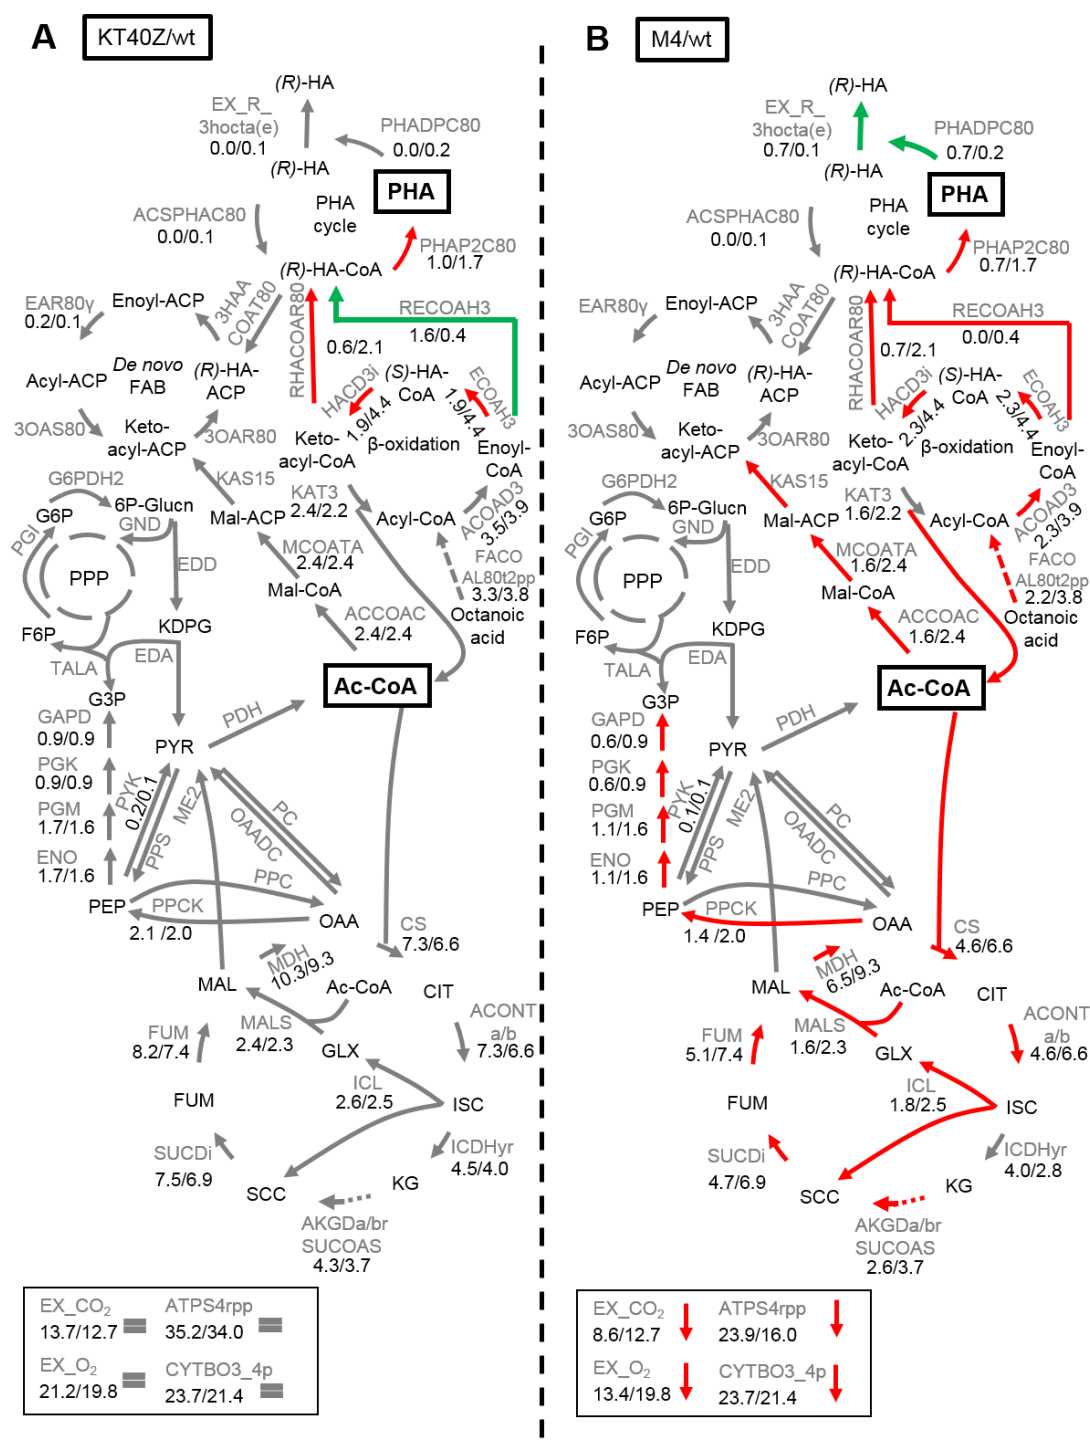 A
KT40Z/wt
(R)-HA
EX_R_
3hocta(e)
0.0/0.1
PHADPC80
0.0/0.2
(R)-HA
PHA
PHA
cycle
ACSPHAC80
0.0/0.1
PHAP2C80
1.0/1.7
(R)-HA-CoA
3HAA
COAT80
Enoyl-ACP
EAR80γ
0.2/0.1
RHACOAR80
RECOAH3
1.6/0.4
0.6/2.1
De novo
FAB
(R)-HA-
ACP
Acyl-ACP
HACD3i
1.9/4.4
(S)-HA-
CoA
ECOAH3
1.9/4.4
3OAS80
Keto-
acyl-ACP
3OAR80
Keto-
acyl-CoA
β-oxidation
Enoyl-
CoA
G6PDH2
KAS15
KAT3
2.4/2.2
ACOAD3
3.5/3.9
6P-Glucn
G6P
PGI
GND
Mal-ACP
Acyl-CoA
MCOATA
2.4/2.4
FACO
AL80t2pp
3.3/3.8
EDD
PPP
Mal-CoA
Octanoic
acid
ACCOAC
2.4/2.4
F6P
KDPG
EDA
TALA
G3P
Ac-CoA
PDH
GAPD
0.9/0.9
PYR
PGK
0.9/0.9
PYK
0.2/0.1
ME2
PC
OAADC
PGM
1.7/1.6
PPS
ENO
1.7/1.6
PPC
PEP
PPCK
2.1 /2.0
OAA
CS
7.3/6.6
MDH
10.3/9.3
MAL
Ac-CoA
CIT
ACONT
a/b
7.3/6.6
FUM
8.2/7.4
MALS
2.4/2.3
GLX
ICL
2.6/2.5
FUM
ISC
SUCDi
7.5/6.9
ICDHyr
4.5/4.0
SCC
KG
AKGDa/br
SUCOAS
4.3/3.7
EX_CO₂
13.7/12.7
ATPS4rpp
35.2/34.0
EX_O₂
21.2/19.8
CYTBO3_4p
23.7/21.4
B
M4/wt
(R)-HA
EX_R_
3hocta(e)
0.7/0.1
PHADPC80
0.7/0.2
(R)-HA
PHA
PHA
cycle
ACSPHAC80
0.0/0.1
PHAP2C80
0.7/1.7
(R)-HA-CoA
3HAA
COAT80
Enoyl-ACP
EAR80γ
RHACOAR80
RECOAH3
0.0/0.4
0.7/2.1
De novo
FAB
(R)-HA-
ACP
Acyl-ACP
HACD3i
2.3/4.4
(S)-HA-
CoA
ECOAH3
2.3/4.4
3OAS80
Keto-
acyl-ACP
3OAR80
Keto-
acyl-CoA
β-oxidation
Enoyl-
CoA
G6PDH2
KAS15
KAT3
1.6/2.2
ACOAD3
2.3/3.9
6P-Glucn
G6P
PGI
GND
Mal-ACP
Acyl-CoA
MCOATA
1.6/2.4
FACO
AL80t2pp
2.2/3.8
EDD
PPP
Mal-CoA
Octanoic
acid
ACCOAC
1.6/2.4
F6P
KDPG
EDA
TALA
G3P
Ac-CoA
PDH
GAPD
0.6/0.9
PYR
PGK
0.6/0.9
PYK
0.1/0.1
ME2
PC
OAADC
PGM
1.1/1.6
PPS
ENO
1.1/1.6
PPC
PEP
PPCK
1.4 /2.0
OAA
CS
4.6/6.6
MDH
6.5/9.3
MAL
Ac-CoA
CIT
ACONT
a/b
4.6/6.6
FUM
5.1/7.4
MALS
1.6/2.3
GLX
ICL
1.8/2.5
FUM
ISC
SUCDi
4.7/6.9
ICDHyr
4.0/2.8
SCC
KG
AKGDa/br
SUCOAS
2.6/3.7
EX_CO₂
8.6/12.7
ATPS4rpp
23.9/16.0
EX_O₂
13.4/19.8
CYTBO3_4p
23.7/21.4